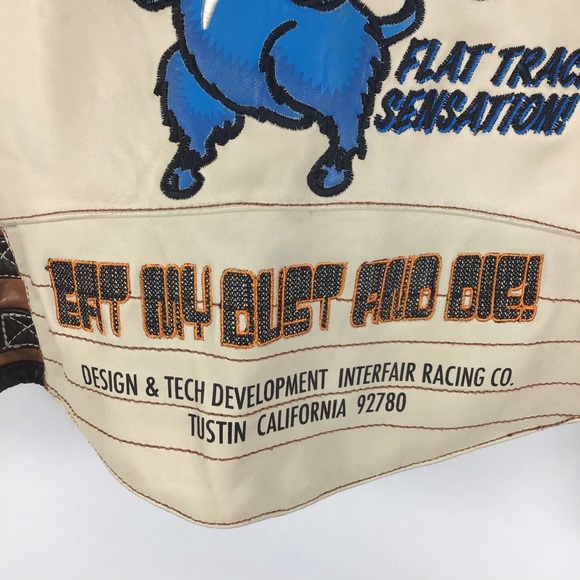 FLAT TRAC
SENSATION!
EAT MY DUST AND DIE!
DESIGN & TECH DEVELOPMENT INTERFAIR RACING CO.
TUSTIN CALIFORNIA 92780